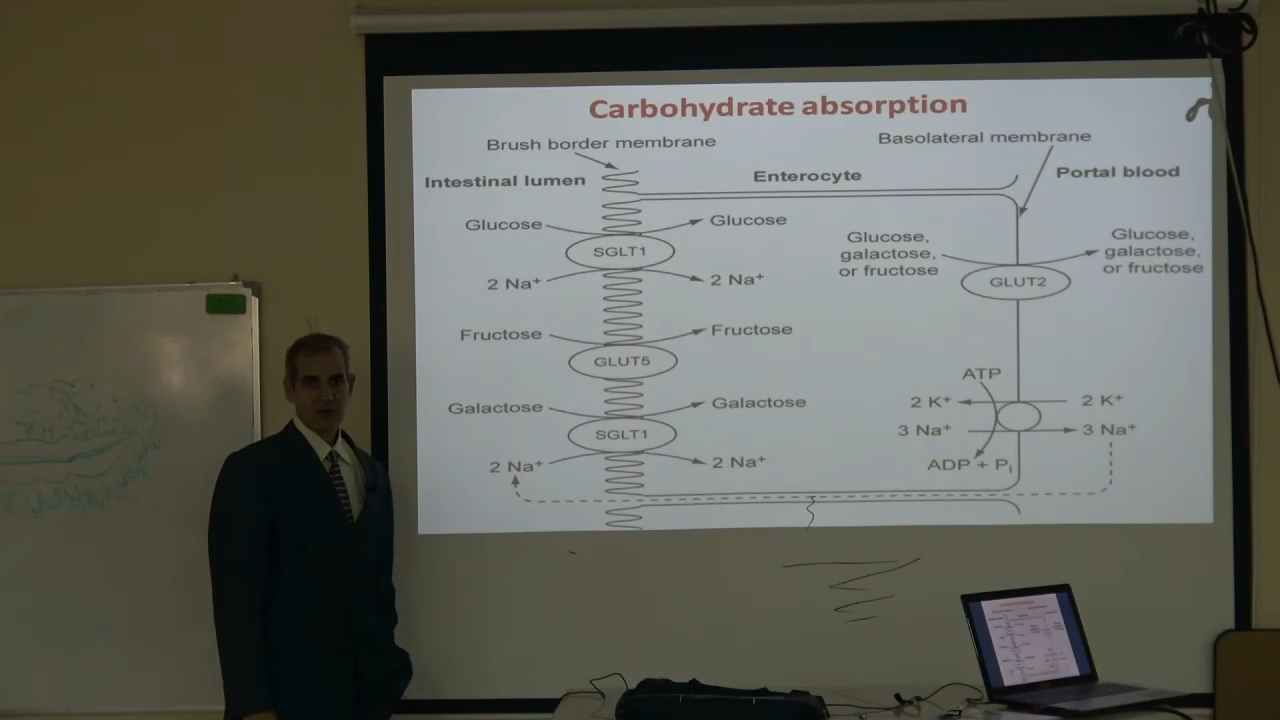 Carbohydrate absorption
Brush border membrane
Basolateral membrane
Intestinal lumen
Enterocyte
Portal blood
Glucose
Glucose
SGLT1
2 Na⁺
2 Na⁺
Glucose,
galactose,
or fructose
Glucose,
galactose,
or fructose
GLUT2
Fructose
Fructose
GLUT5
Galactose
Galactose
SGLT1
2 Na⁺
2 Na⁺
ATP
2 K⁺
2 K⁺
3 Na⁺
3 Na⁺
ADP + Pᵢ